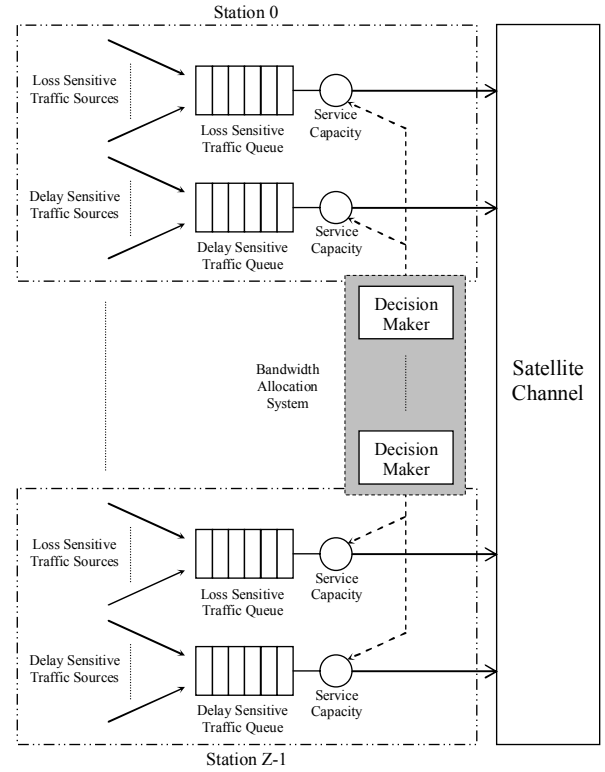 Station 0
Loss Sensitive
Traffic Sources
Loss Sensitive
Traffic Queue
Service
Capacity
Delay Sensitive
Traffic Sources
Delay Sensitive
Traffic Queue
Service
Capacity
Decision
Maker
Bandwidth
Allocation
System
Decision
Maker
Satellite
Channel
Loss Sensitive
Traffic Sources
Loss Sensitive
Traffic Queue
Service
Capacity
Delay Sensitive
Traffic Sources
Delay Sensitive
Traffic Queue
Service
Capacity
Station Z-1